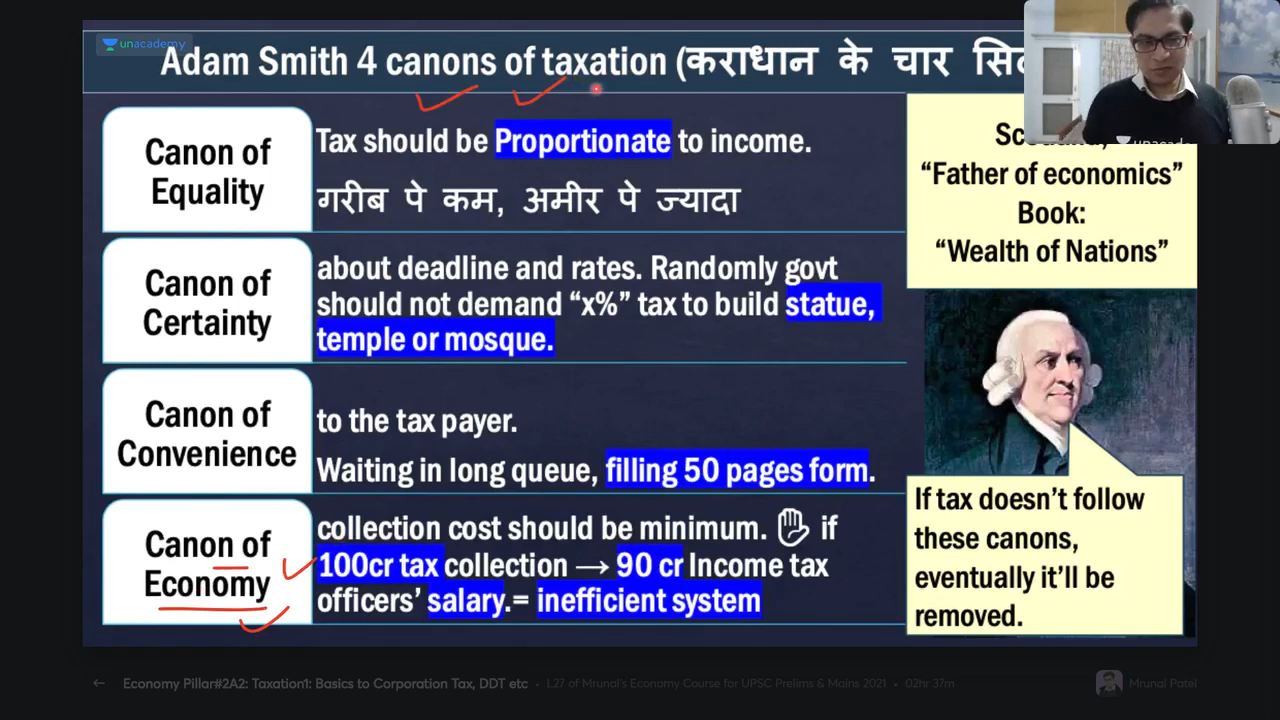 unacademy
Adam Smith 4 canons of taxation (कराधान के चार
Canon of
Equality
Tax should be Proportionate to income.
गरीब पे कम, अमीर पे ज्यादा
Canon of
Certainty
about deadline and rates. Randomly govt
should not demand “x%” tax to build statue,
temple or mosque.
Canon of
Convenience
to the tax payer.
Waiting in long queue, filling 50 pages form.
Canon of
Economy
collection cost should be minimum. ✋ if
100cr tax collection → 90 cr Income tax
officers’ salary.= inefficient system
“Father of economics”
Book:
“Wealth of Nations”
If tax doesn’t follow
these canons,
eventually it’ll be
removed.
← Economy Pillar#2A2: Taxation1: Basics to Corporation Tax, DDT etc • L27 of Mrunal's Economy Course for UPSC Prelims & Mains 2021 • 02hr 37m
Mrunal Patel